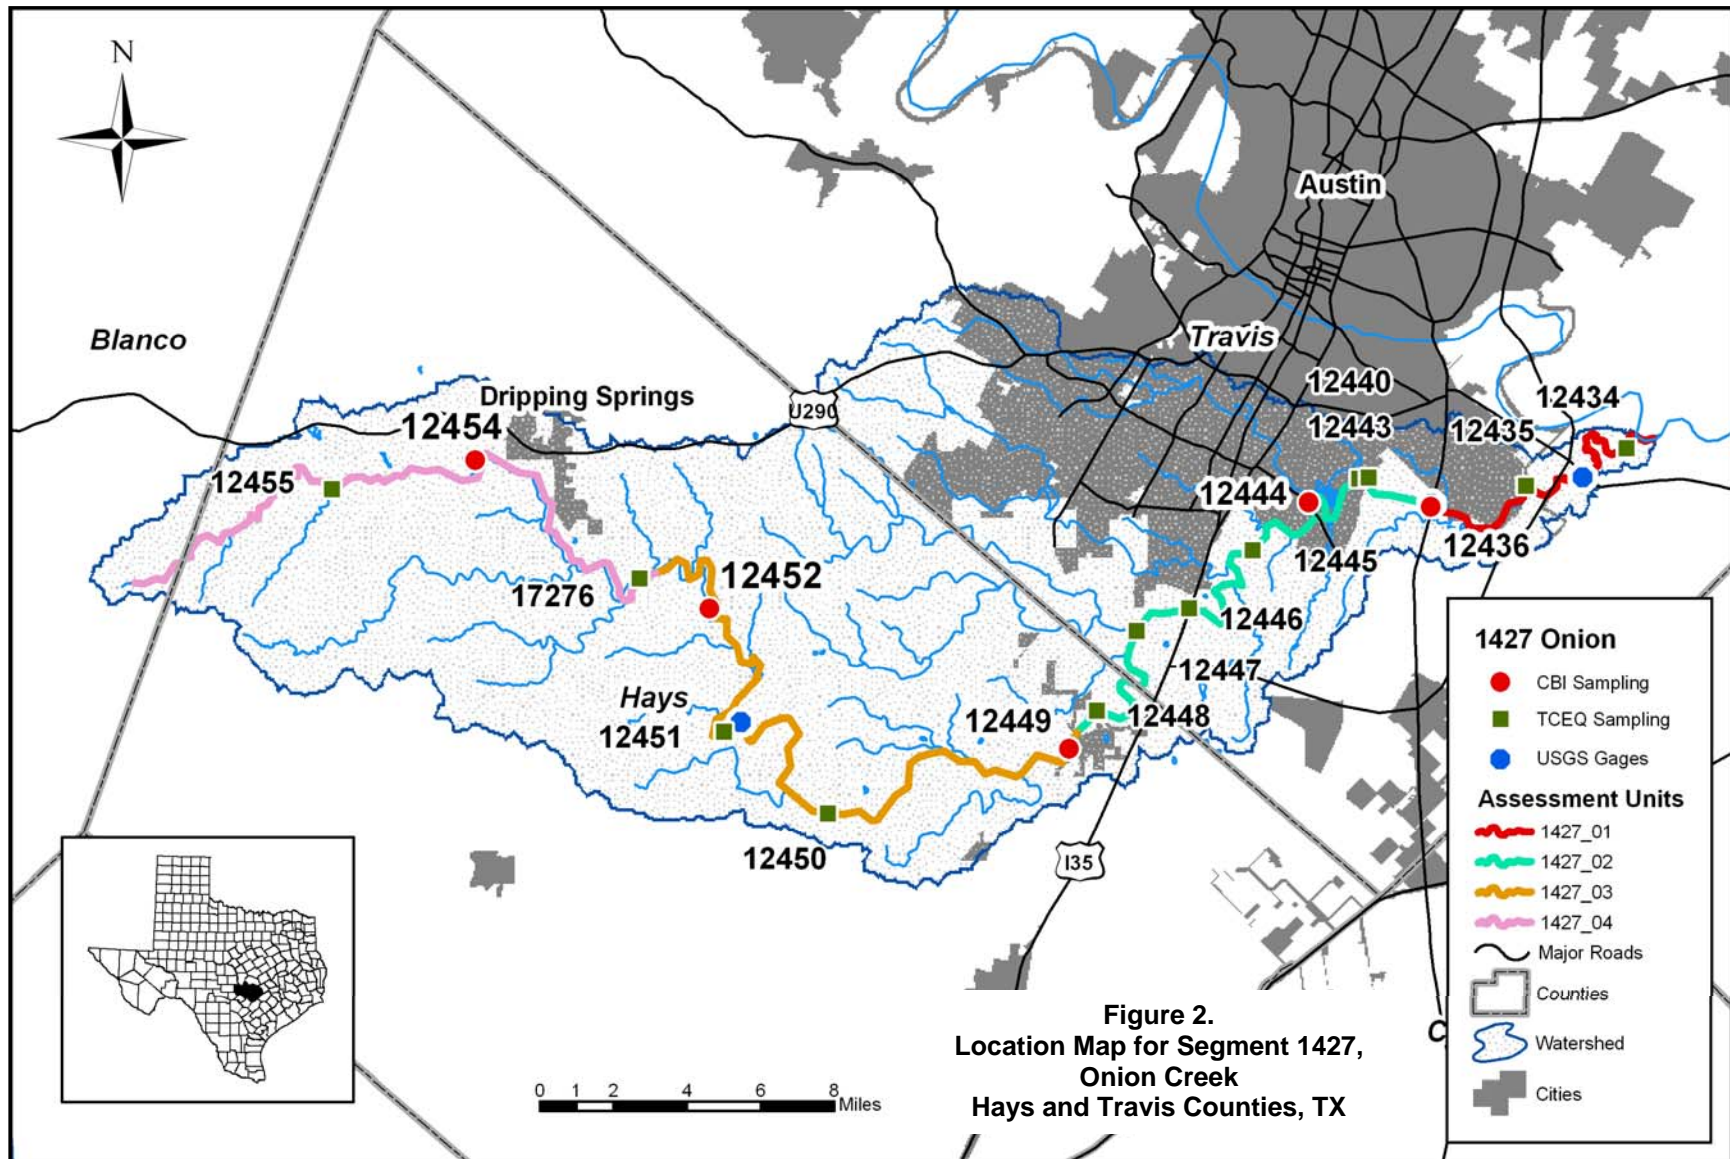 N
Austin
Blanco
Travis
Dripping Springs
12454
U290
12440
12443
12434
12435
12455
12444
12436
12445
17276
12452
12446
12447
Hays
12451
12449
12448
12450
I35
1427 Onion
CBI Sampling
TCEQ Sampling
USGS Gages
Assessment Units
1427_01
1427_02
1427_03
1427_04
Major Roads
Counties
Watershed
Cities
C
0 1 2 4 6 8
Miles
Figure 2.
Location Map for Segment 1427,
Onion Creek
Hays and Travis Counties, TX